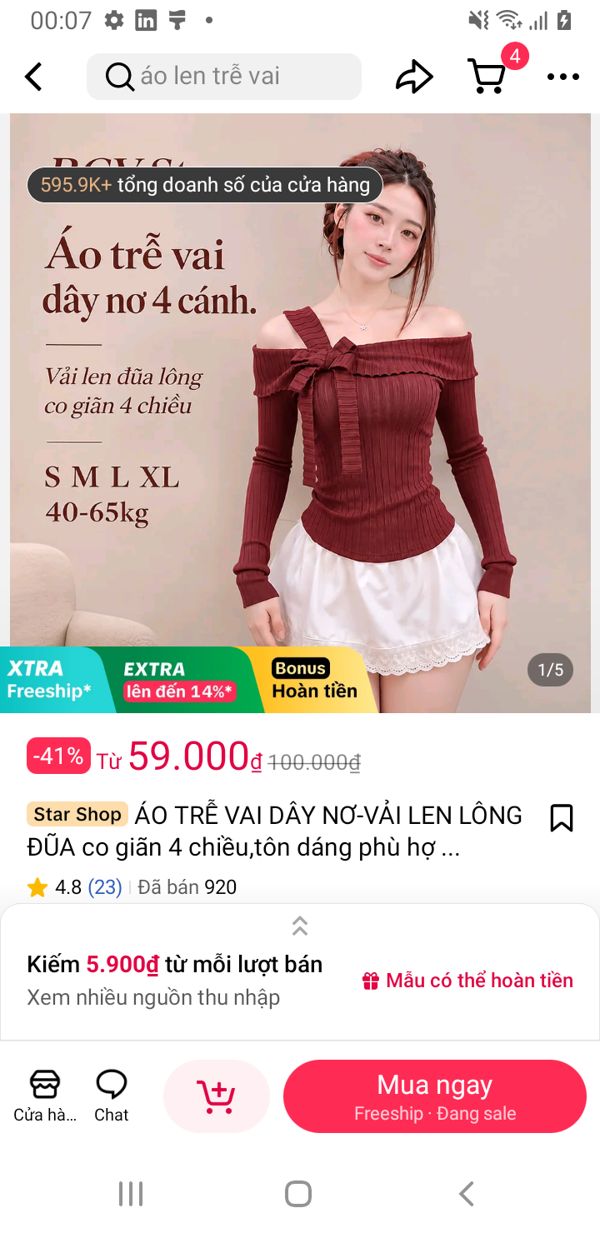 00:07
áo len trễ vai
4
595.9K+ tổng doanh số của cửa hàng
Áo trễ vai
dây nơ 4 cánh.
Vải len đũa lông
co giãn 4 chiều
S M L XL
40-65kg
XTRA
Freeship*
EXTRA
lên đến 14%*
Bonus
Hoàn tiền
1/5
-41% Từ 59.000₫ 100.000₫
Star Shop ÁO TRỄ VAI DÂY NƠ-VẢI LEN LÔNG
ĐŨA co giãn 4 chiều,tôn dáng phù hợ ...
4.8 (23) Đã bán 920
Kiếm 5.900₫ từ mỗi lượt bán
Xem nhiều nguồn thu nhập
Mẫu có thể hoàn tiền
Cửa hà...
Chat
Mua ngay
Freeship · Đang sale